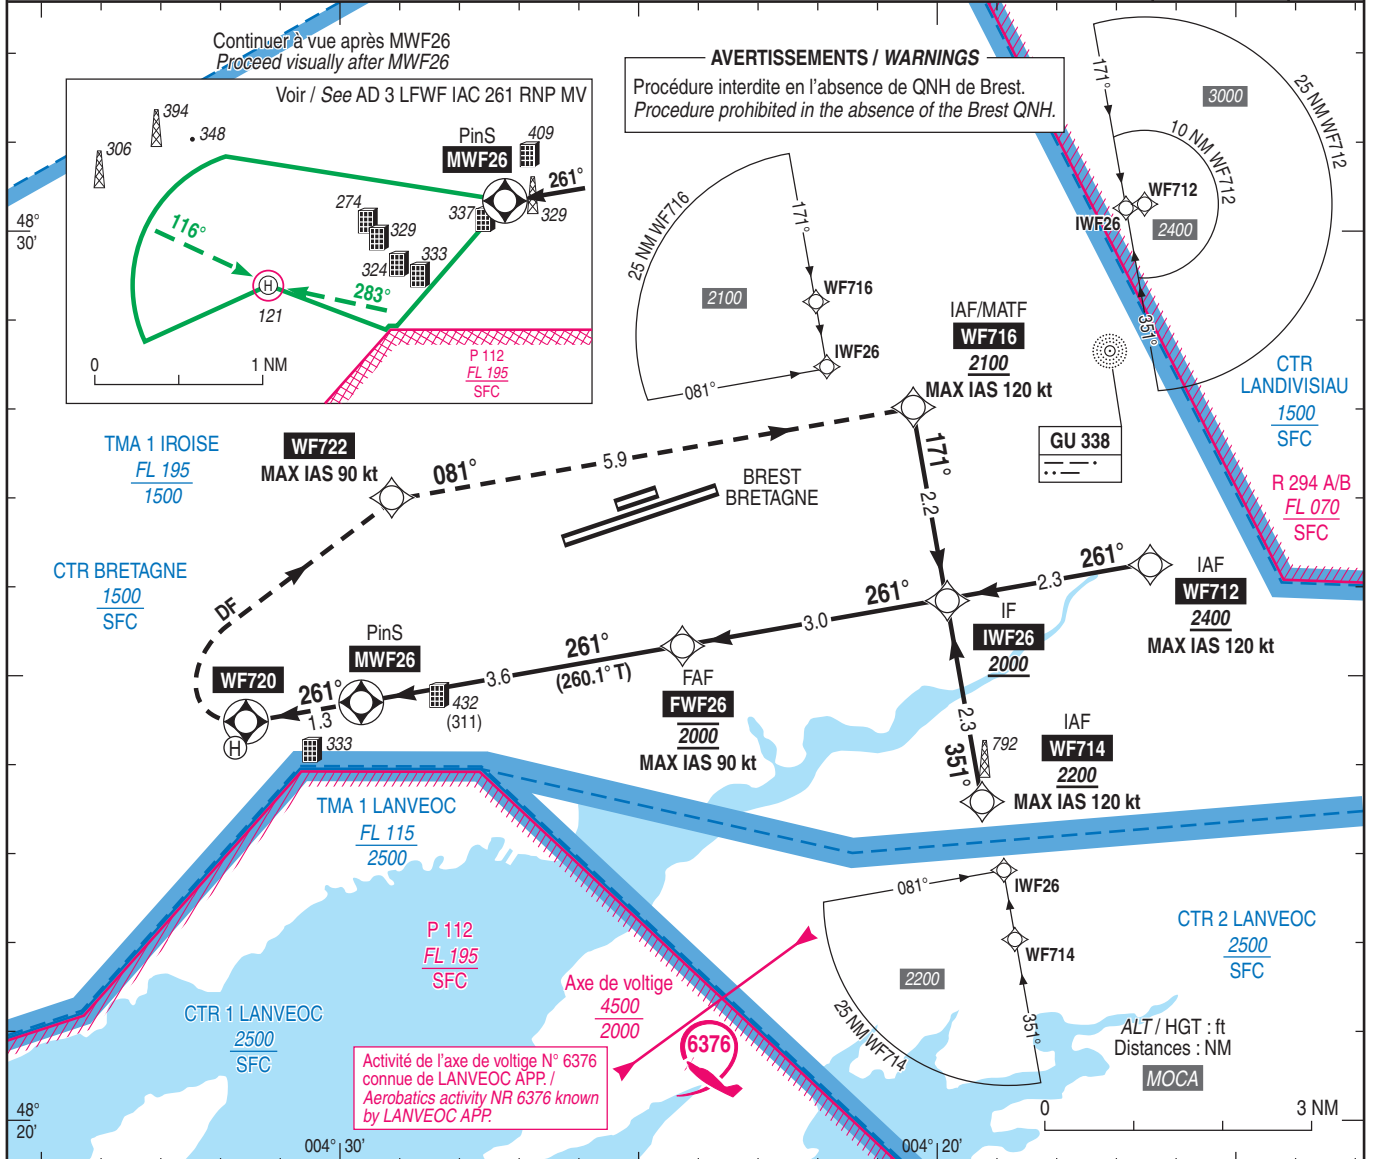 Continuer à vue après MWF26
Proceed visually after MWF26
Voir / See AD 3 LFWF IAC 261 RNP MV
394
348
306
PinS
MWF26
409
261°
329
337
274
329
324
333
116°
283°
H
121
0
1 NM
P 112
FL 195
SFC
AVERTISSEMENTS / WARNINGS
Procédure interdite en l'absence de QNH de Brest.
Procedure prohibited in the absence of the Brest QNH.
25 NM WF716
171°
2100
WF716
IWF26
081°
171°
3000
25 NM WF712
10 NM WF712
WF712
IWF26
2400
351°
48°
30'
IAF/MATF
WF716
2100
MAX IAS 120 kt
CTR
LANDIVISIAU
1500
SFC
GU 338
R 294 A/B
FL 070
SFC
TMA 1 IROISE
FL 195
1500
WF722
MAX IAS 90 kt
081°
5.9
BREST
BRETAGNE
171°
2.2
CTR BRETAGNE
1500
SFC
DF
261°
2.3
261°
IAF
WF712
2400
MAX IAS 120 kt
IF
IWF26
2000
3.0
PinS
MWF26
261°
(260.1° T)
3.6
WF720
261°
1.3
432
(311)
FAF
FWF26
2000
MAX IAS 90 kt
H
333
2.3
351°
792
IAF
WF714
2200
MAX IAS 120 kt
TMA 1 LANVEOC
FL 115
2500
081°
IWF26
WF714
2200
25 NM WF714
351°
CTR 2 LANVEOC
2500
SFC
P 112
FL 195
SFC
Axe de voltige
4500
2000
CTR 1 LANVEOC
2500
SFC
6376
Activité de l'axe de voltige N° 6376
connue de LANVEOC APP. /
Aerobatics activity NR 6376 known
by LANVEOC APP.
ALT / HGT : ft
Distances : NM
MOCA
0
3 NM
48°
20'
004° 30'
004° 20'